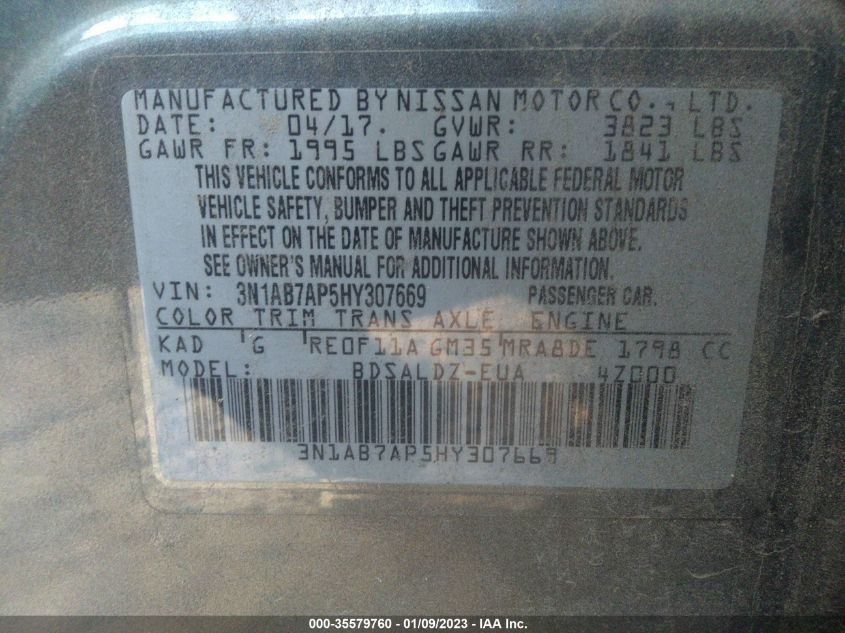 MANUFACTURED BY NISSAN MOTOR CO., LTD.
DATE: 04/17. GVWR: 3823 LBS
GAWR FR: 1995 LBS GAWR RR: 1841 LBS
THIS VEHICLE CONFORMS TO ALL APPLICABLE FEDERAL MOTOR
VEHICLE SAFETY, BUMPER AND THEFT PREVENTION STANDARDS
IN EFFECT ON THE DATE OF MANUFACTURE SHOWN ABOVE.
SEE OWNER'S MANUAL FOR ADDITIONAL INFORMATION.
VIN: 3N1AB7AP5HY307669 PASSENGER CAR.
COLOR TRIM TRANS AXLE ENGINE
KAD G RE0F11A GM35 MRA8DE 1798 CC
MODEL: BDSALDZ-EUA 4Z000
3N1AB7AP5HY307669
000-35579760 - 01/09/2023 - IAA Inc.